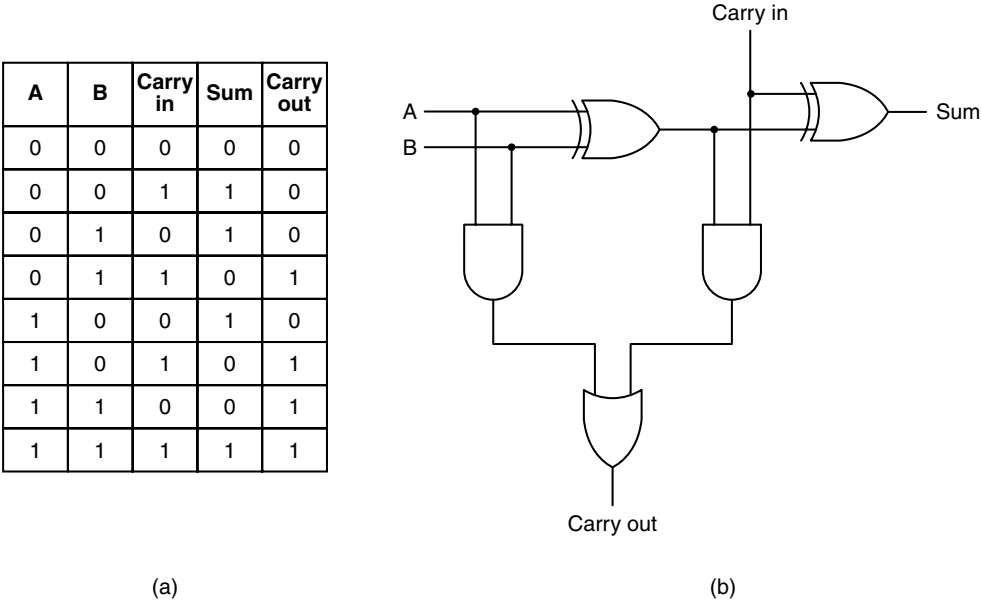 A B Carry in Sum Carry out
0 0 0 0 0
0 0 1 1 0
0 1 0 1 0
0 1 1 0 1
1 0 0 1 0
1 0 1 0 1
1 1 0 0 1
1 1 1 1 1
(a)
Carry in
A
B
Sum
Carry out
(b)